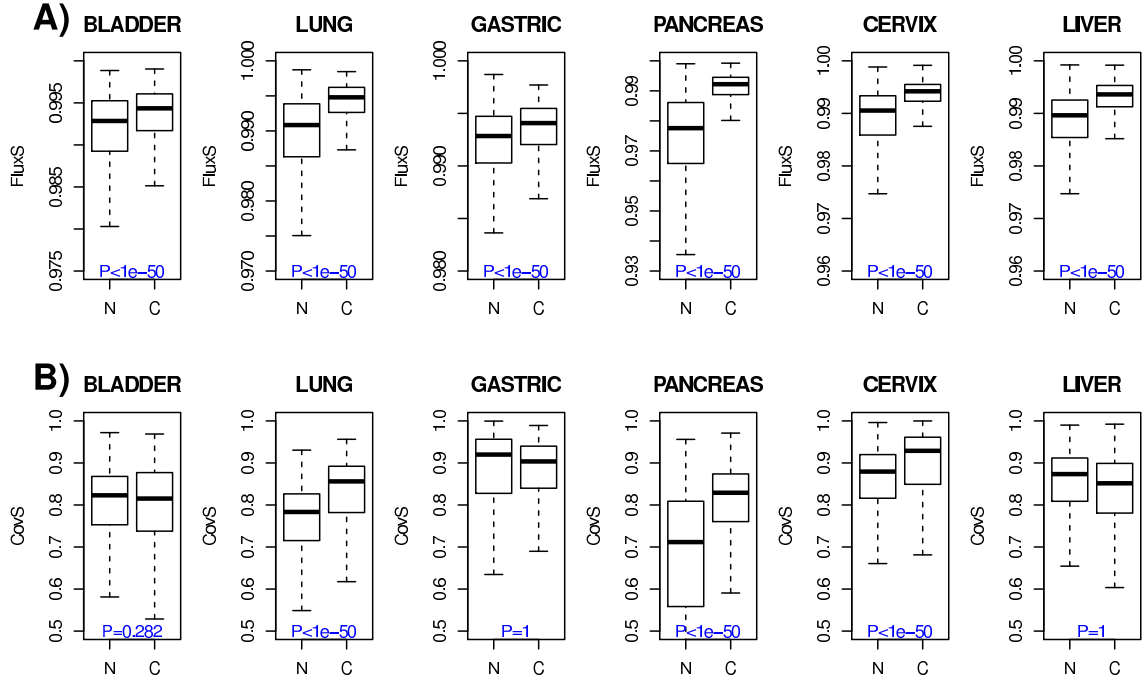 A)
BLADDER LUNG GASTRIC PANCREAS CERVIX LIVER
FluxS 0.975 0.985 0.995 P<1e−50 N C
FluxS 0.970 0.980 0.990 1.000 P<1e−50 N C
FluxS 0.980 0.990 1.000 P<1e−50 N C
FluxS 0.93 0.95 0.97 0.99 P<1e−50 N C
FluxS 0.96 0.97 0.98 0.99 1.00 P<1e−50 N C
FluxS 0.96 0.97 0.98 0.99 1.00 P<1e−50 N C
B)
BLADDER LUNG GASTRIC PANCREAS CERVIX LIVER
CovS 0.5 0.6 0.7 0.8 0.9 1.0 P=0.282 N C
CovS 0.5 0.6 0.7 0.8 0.9 1.0 P<1e−50 N C
CovS 0.5 0.6 0.7 0.8 0.9 1.0 P=1 N C
CovS 0.5 0.6 0.7 0.8 0.9 1.0 P<1e−50 N C
CovS 0.5 0.6 0.7 0.8 0.9 1.0 P<1e−50 N C
CovS 0.5 0.6 0.7 0.8 0.9 1.0 P=1 N C